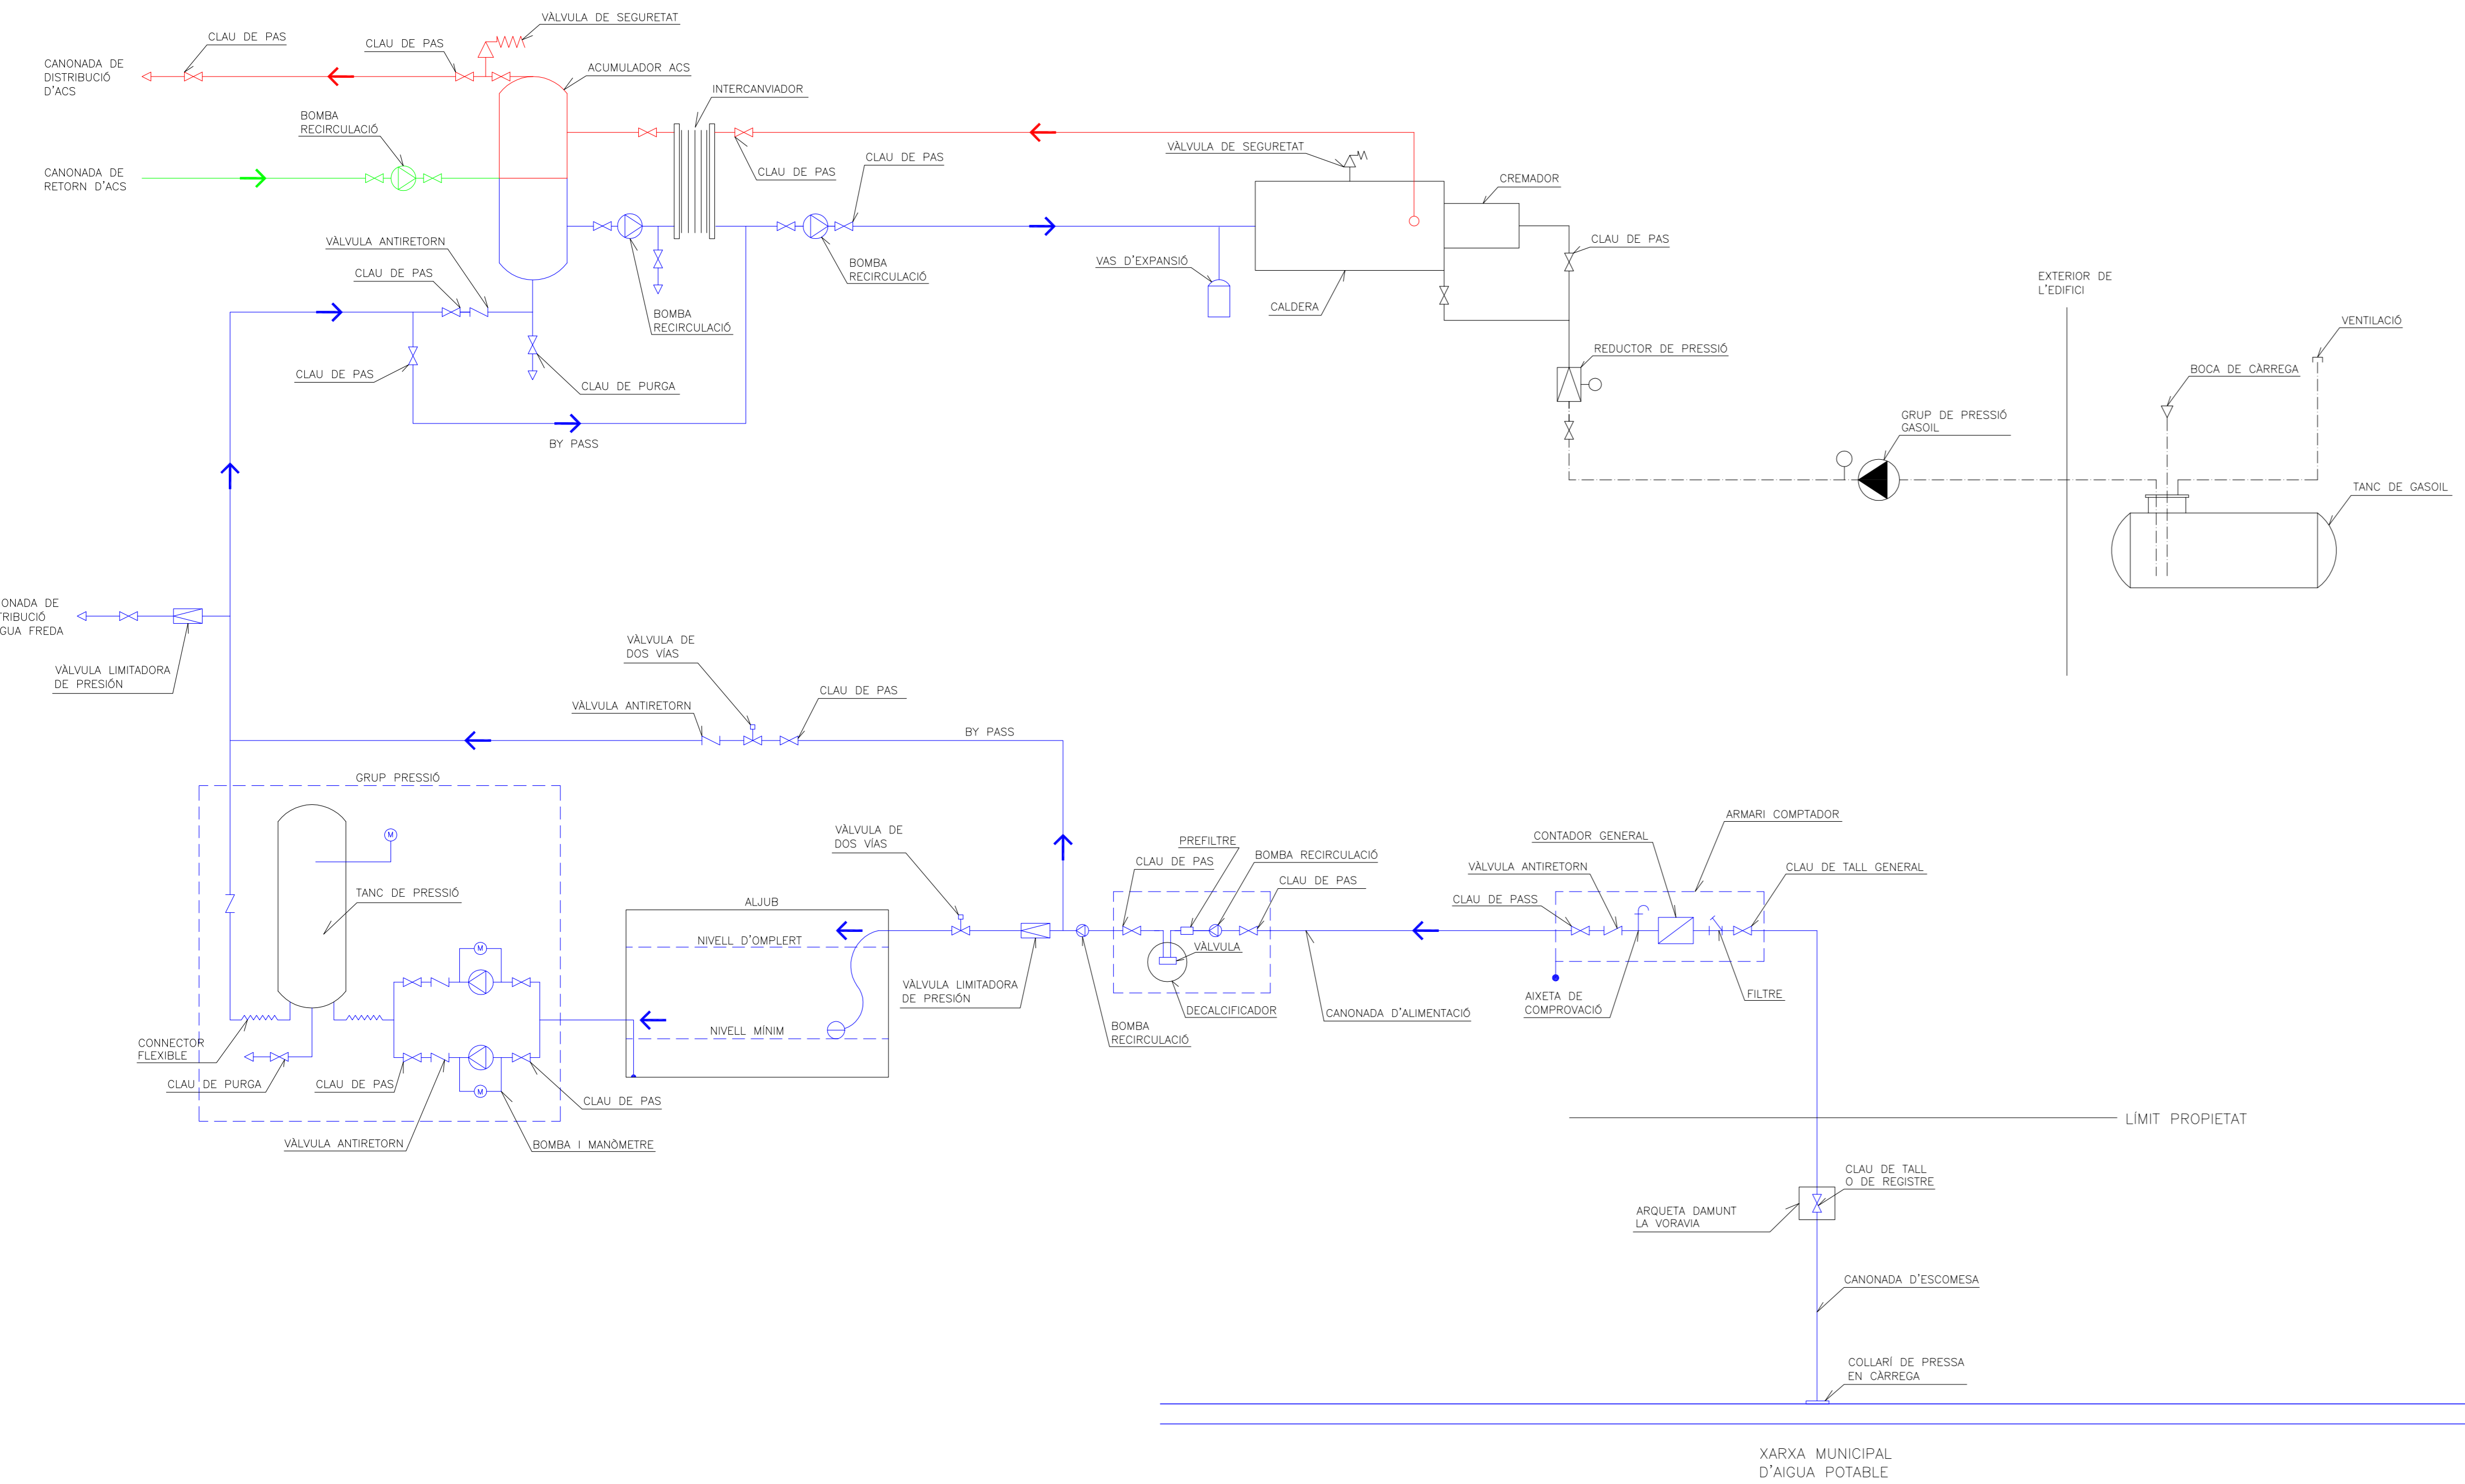 VÀLVULA DE SEGURETAT
CLAU DE PAS
CLAU DE PAS
CANONADA DE
DISTRIBUCIÓ
D'ACS
ACUMULADOR ACS
INTERCANVIADOR
BOMBA
RECIRCULACIÓ
CANONADA DE
RETORN D'ACS
CLAU DE PAS
CLAU DE PAS
VÀLVULA DE SEGURETAT
CREMADOR
VÀLVULA ANTIRETORN
CLAU DE PAS
CLAU DE PAS
BOMBA
RECIRCULACIÓ
BOMBA
RECIRCULACIÓ
VAS D'EXPANSIÓ
CALDERA
CLAU DE PAS
EXTERIOR DE
L'EDIFICI
VENTILACIÓ
REDUCTOR DE PRESSIÓ
BOCA DE CÀRREGA
CLAU DE PURGA
BY PASS
GRUP DE PRESSIÓ
GASOIL
TANC DE GASOIL
ONADA DE
TRIBUCIÓ
GUA FREDA
VÀLVULA LIMITADORA
DE PRESIÓN
VÀLVULA DE
DOS VÍAS
VÀLVULA ANTIRETORN
CLAU DE PAS
BY PASS
GRUP PRESSIÓ
M
TANC DE PRESSIÓ
M
M
CONNECTOR
FLEXIBLE
CLAU DE PURGA
CLAU DE PAS
VÀLVULA ANTIRETORN
BOMBA I MANÒMETRE
CLAU DE PAS
ALJUB
NIVELL D'OMPLERT
NIVELL MÍNIM
VÀLVULA DE
DOS VÍAS
VÀLVULA LIMITADORA
DE PRESIÓN
PREFILTRE
CLAU DE PAS
BOMBA RECIRCULACIÓ
CLAU DE PAS
VÀLVULA
DECALCIFICADOR
BOMBA
RECIRCULACIÓ
CANONADA D'ALIMENTACIÓ
ARMARI COMPTADOR
CONTADOR GENERAL
VÀLVULA ANTIRETORN
CLAU DE TALL GENERAL
CLAU DE PASS
AIXETA DE
COMPROVACIÓ
FILTRE
LÍMIT PROPIETAT
CLAU DE TALL
O DE REGISTRE
ARQUETA DAMUNT
LA VORAVIA
CANONADA D'ESCOMESA
COLLARÍ DE PRESSA
EN CÀRREGA
XARXA MUNICIPAL
D'AIGUA POTABLE